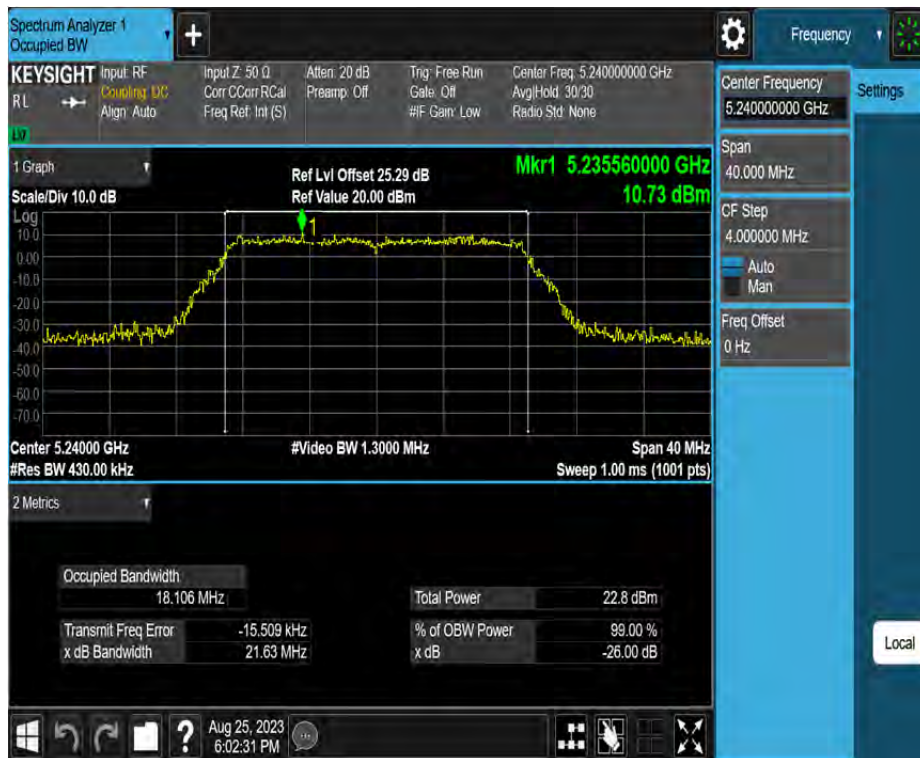 Spectrum Analyzer 1
Occupied BW
+
Frequency
KEYSIGHT
Input: RF
Input Z: 50 Ω
Atten: 20 dB
Trig: Free Run
Center Freq: 5.240000000 GHz
RL
Coupling: DC
Corr CCorr RCal
Preamp: Off
Gate: Off
Avg|Hold: 30/30
Align: Auto
Freq Ref: Int (S)
#IF Gain: Low
Radio Std: None
Center Frequency
5.240000000 GHz
Settings
Span
40.000 MHz
CF Step
4.000000 MHz
Auto
Man
Freq Offset
0 Hz
Local
1 Graph
Ref Lvl Offset 25.29 dB
Mkr1 5.235560000 GHz
Scale/Div 10.0 dB
Ref Value 20.00 dBm
10.73 dBm
Log
1
10.0
0.00
-10.0
-20.0
-30.0
-40.0
-50.0
-60.0
-70.0
Center 5.24000 GHz
#Video BW 1.3000 MHz
Span 40 MHz
#Res BW 430.00 kHz
Sweep 1.00 ms (1001 pts)
2 Metrics
Occupied Bandwidth
18.106 MHz
Total Power
22.8 dBm
Transmit Freq Error
-15.509 kHz
% of OBW Power
99.00 %
x dB Bandwidth
21.63 MHz
x dB
-26.00 dB
?
Aug 25, 2023
6:02:31 PM